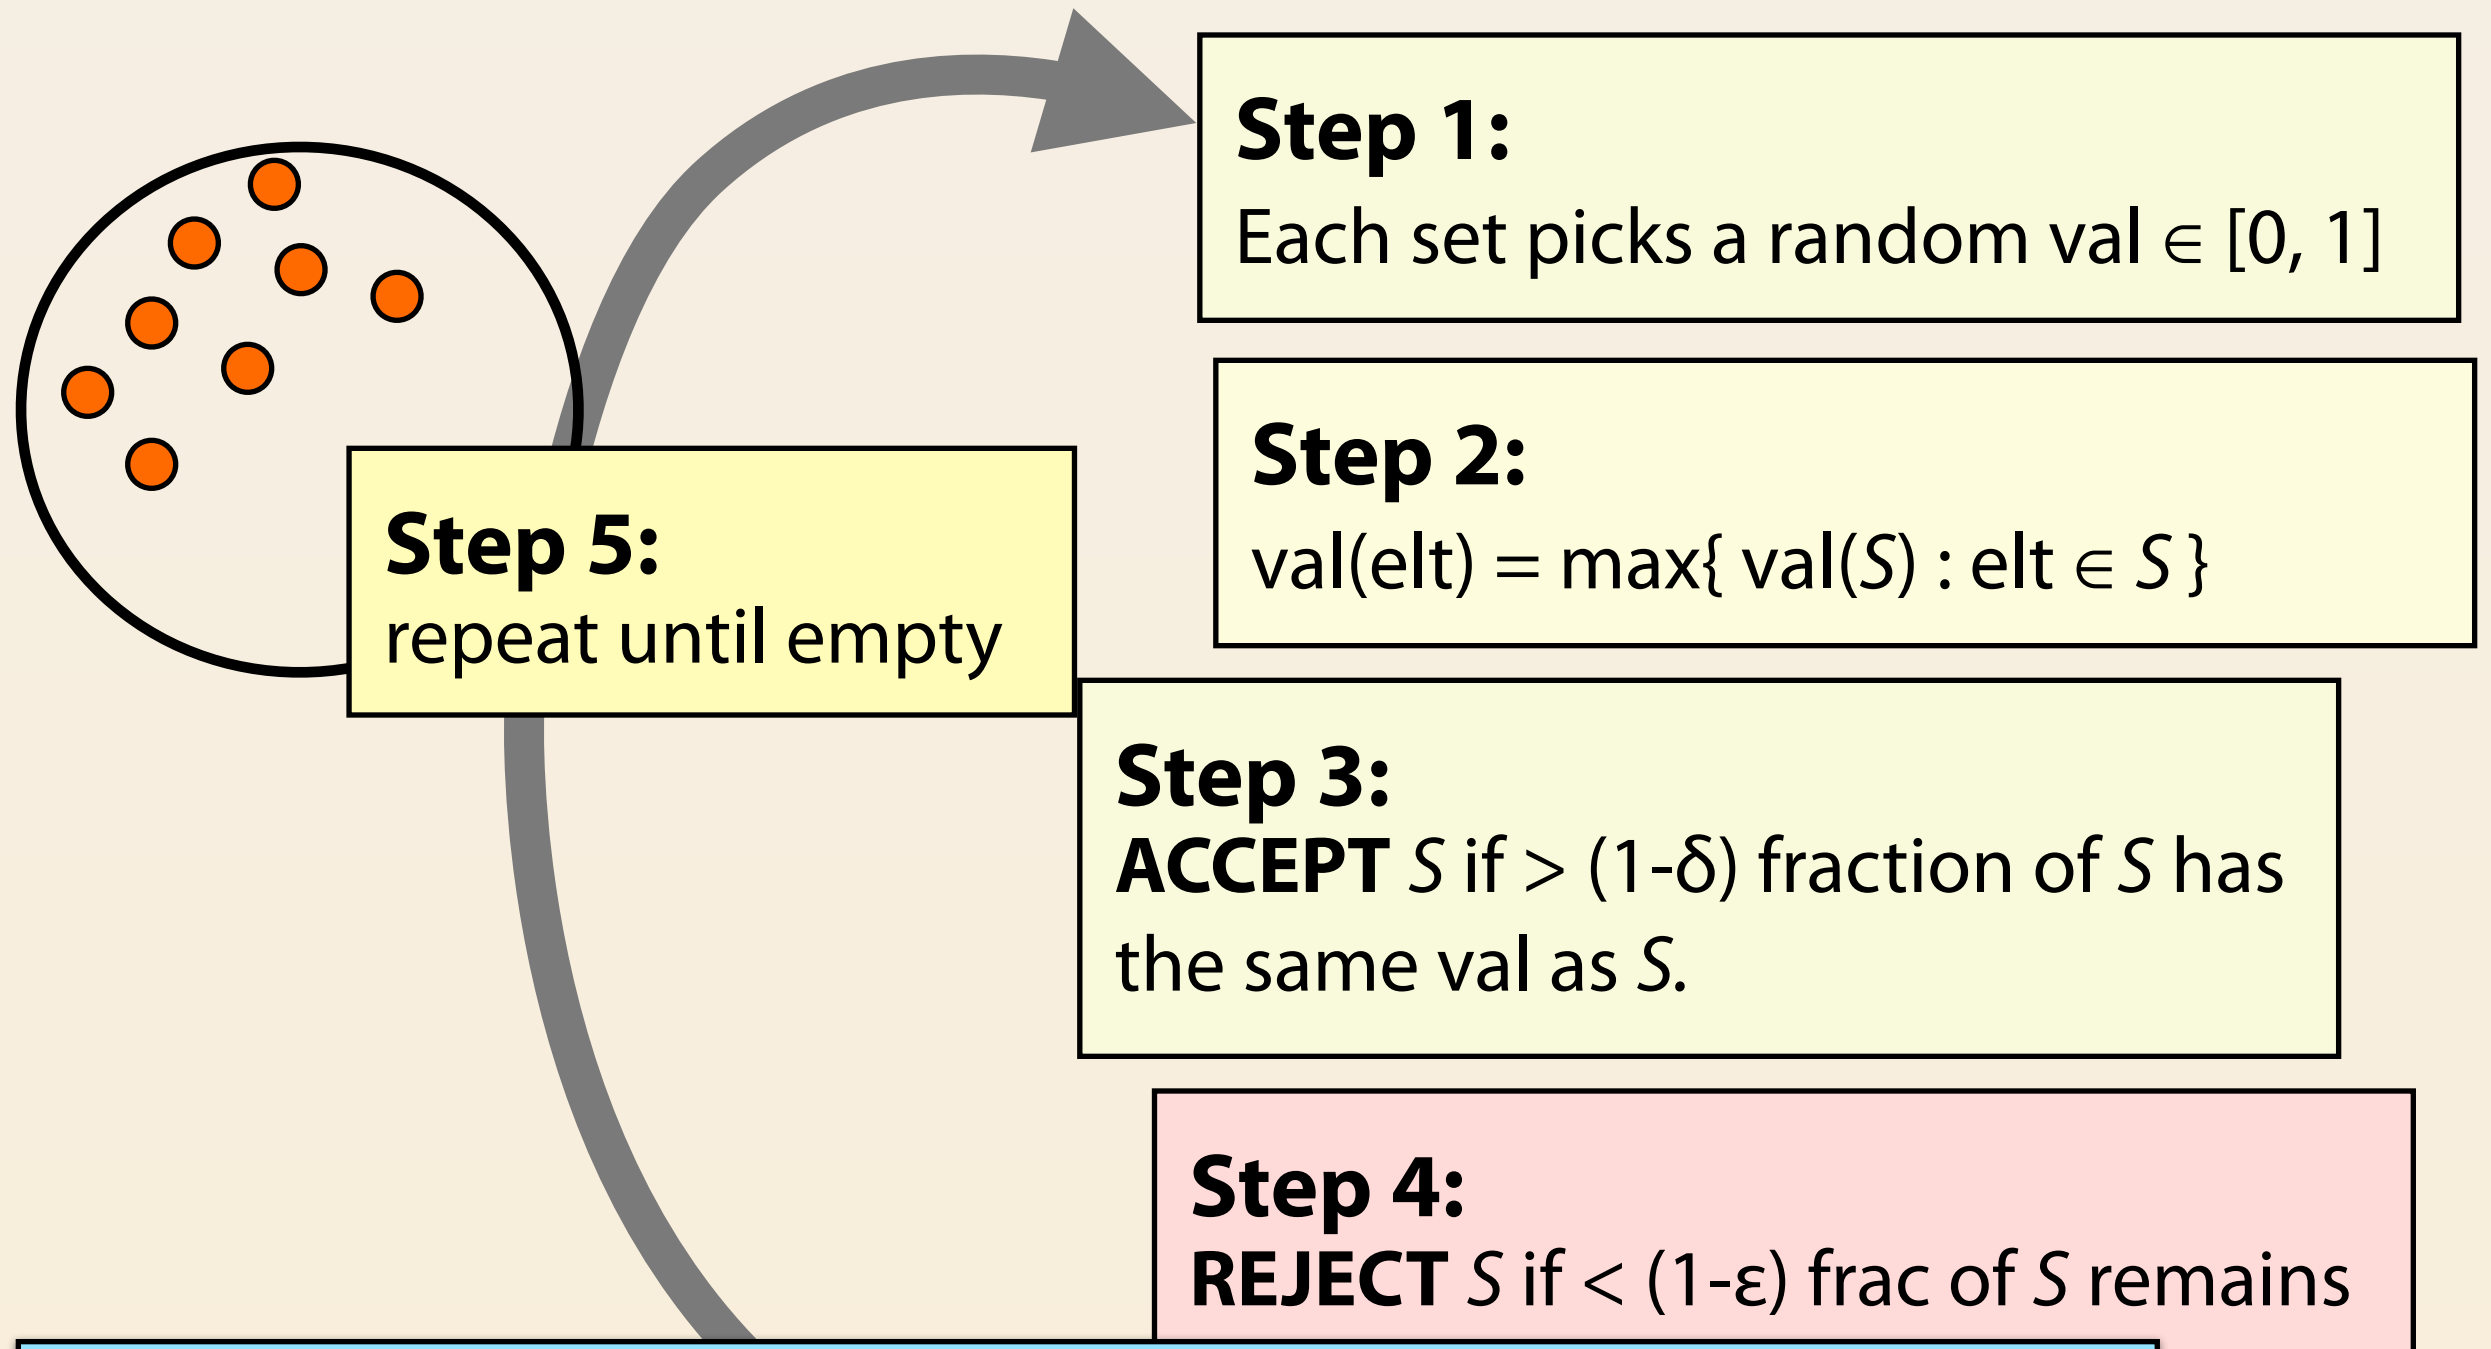 Step 1:
Each set picks a random val ∈ [0, 1]
Step 2:
val(elt) = max{ val(S) : elt ∈ S }
Step 5:
repeat until empty
Step 3:
ACCEPT S if > (1-δ) fraction of S has
the same val as S.
Step 4:
REJECT S if < (1-ε) frac of S remains